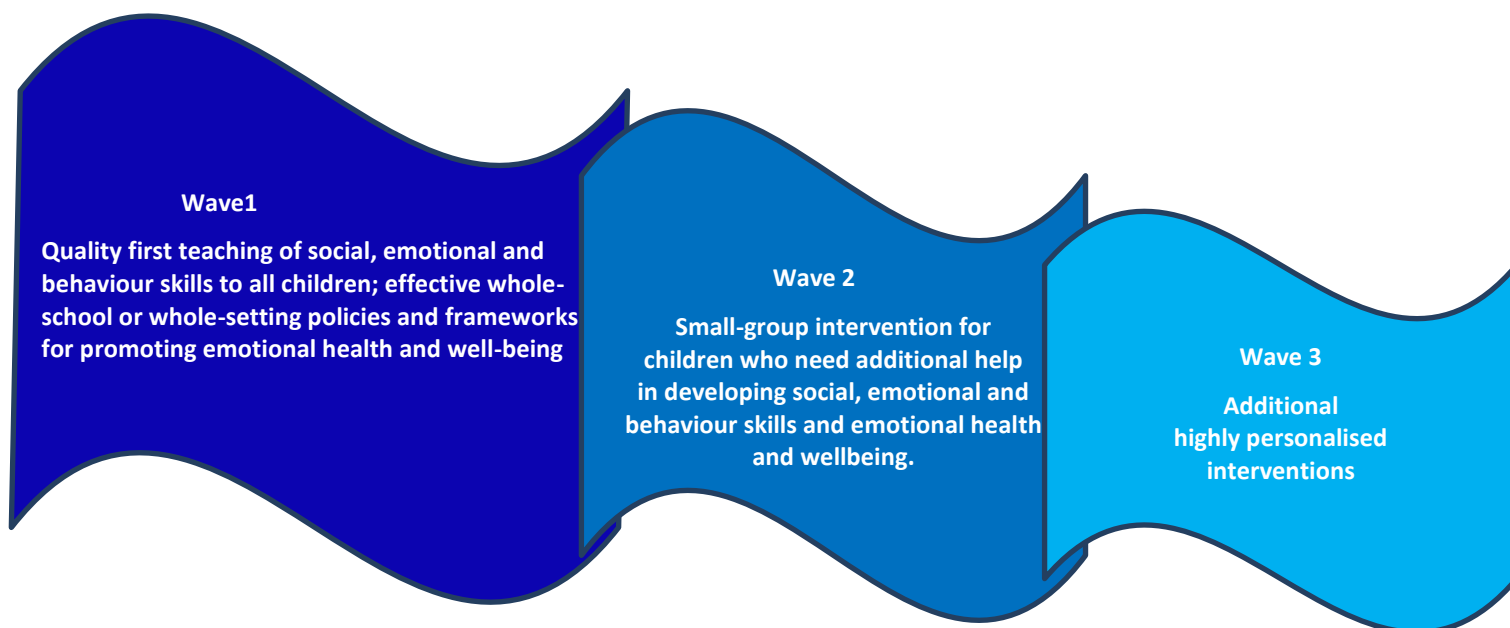 Wave1
Quality first teaching of social, emotional and
behaviour skills to all children; effective whole-
school or whole-setting policies and frameworks
for promoting emotional health and well-being
Wave 2
Small-group intervention for
children who need additional help
in developing social, emotional and
behaviour skills and emotional health
and wellbeing.
Wave 3
Additional
highly personalised
interventions